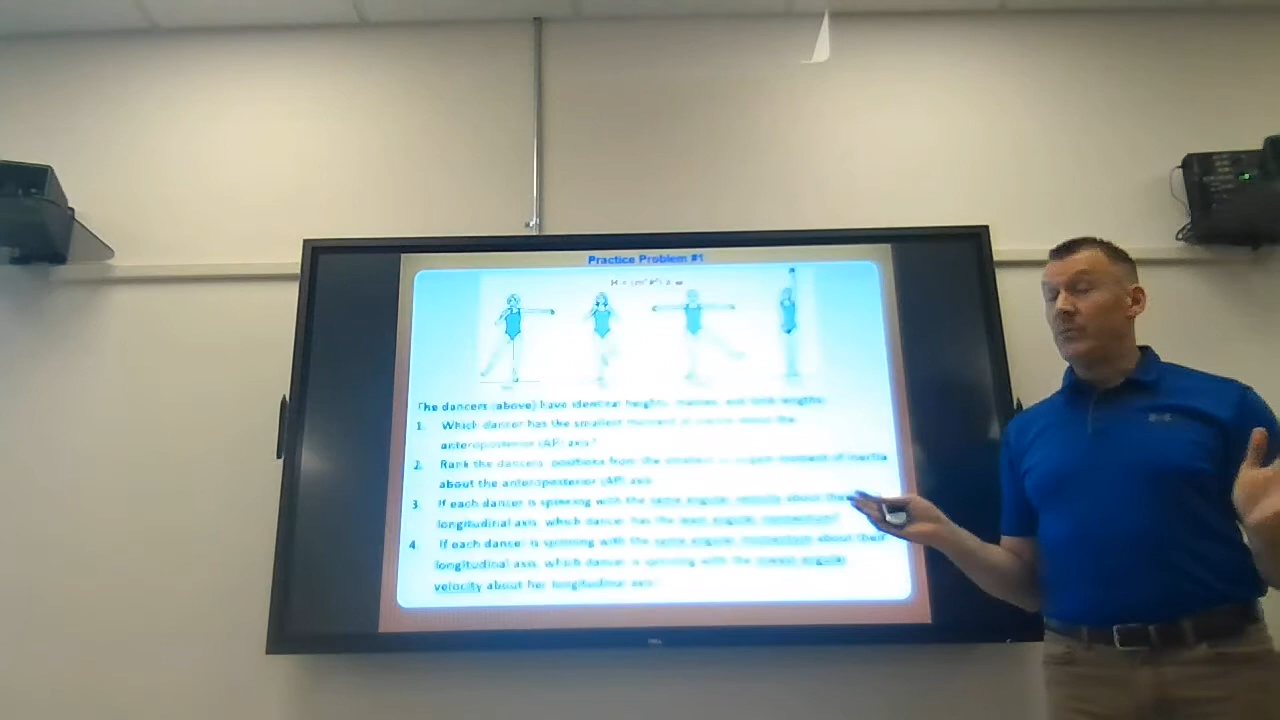 Practice Problem #1
The dancers (above) have identical heights, masses, and limb lengths
1. Which dancer has the smallest moment of inertia about the
anteroposterior (AP) axis?
2. Rank the dancers' positions from the smallest to largest moment of inertia
about the anteroposterior (AP) axis
3. If each dancer is spinning with the same angular velocity about their
longitudinal axis, which dancer has the least angular momentum?
4. If each dancer is spinning with the same angular momentum about their
longitudinal axis, which dancer is spinning with the lowest angular
velocity about her longitudinal axis